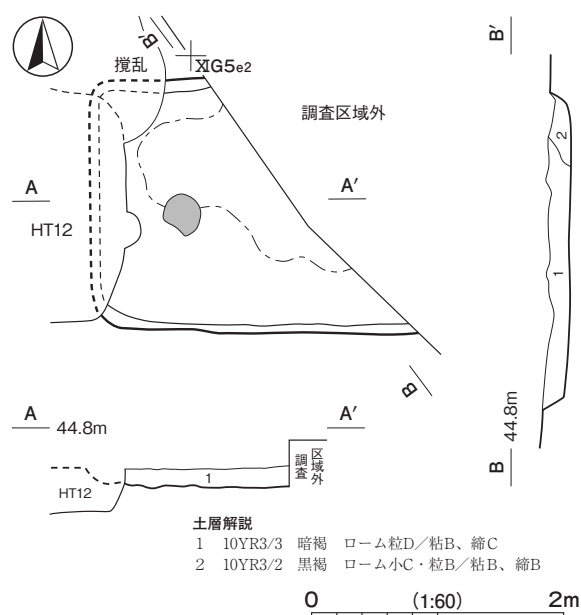 B′
撹乱
ⅪG5e2
調査区域外
A
A′
HT12
B
A 44.8m
A′
HT12
1
調査
区域外
B′
2
1
B 44.8m
土層解説
1 10YR3/3 暗褐 ローム粒D／粘B、締C
2 10YR3/2 黒褐 ローム小C・粒B／粘B、締B
0 (1:60) 2m